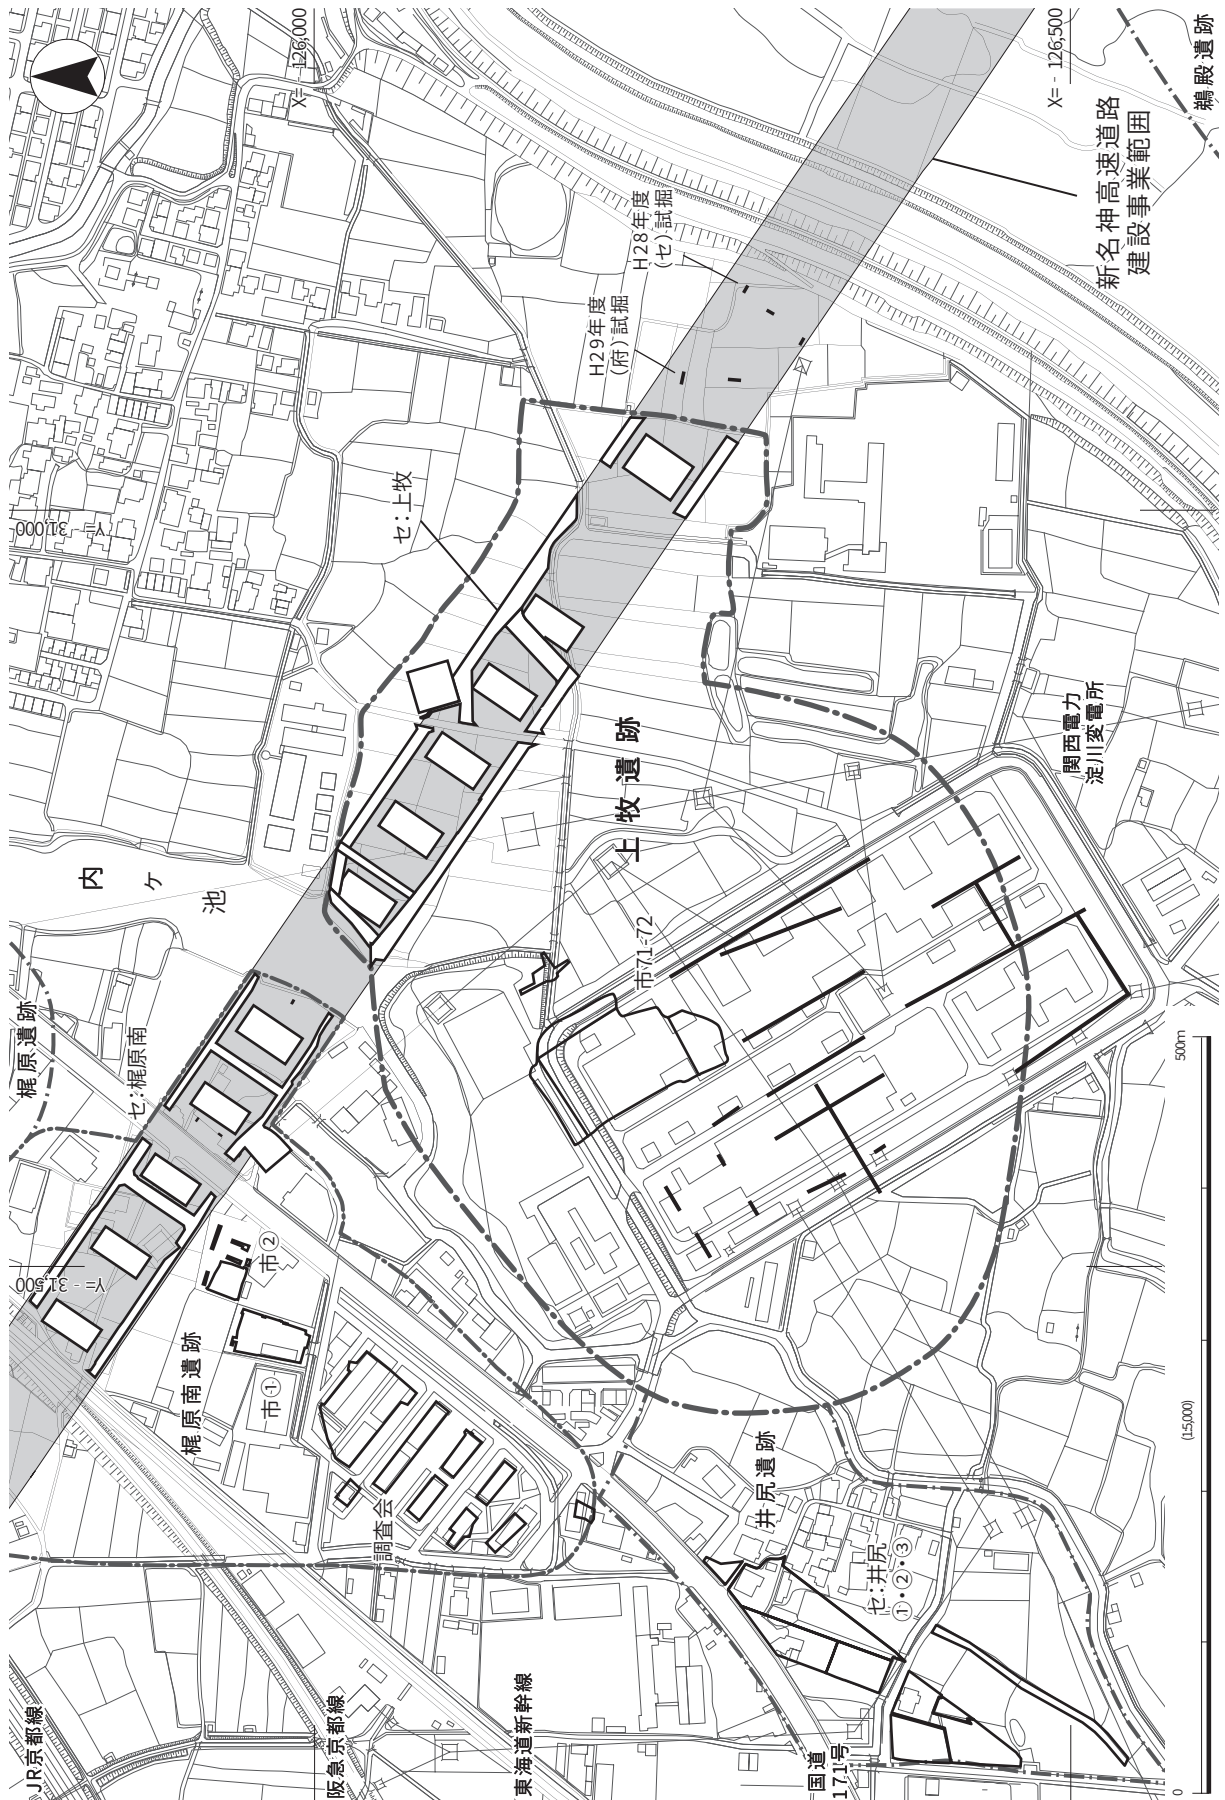 X=－126,000
X=－126,500
鵜殿遺跡
新名神高速道路
建設事業範囲
H28年度
(セ)試掘
H29年度
(府)試掘
セ：上牧
Y=－31,000
内
ヶ
池
上牧遺跡
関西電力
淀川変電所
市71-72
梶原遺跡
セ：梶原南
500m
市②
Y=－31,500
梶原南遺跡
市①
調査会
井尻遺跡
セ：井尻
①・②・③
(1:5,000)
JR京都線
阪急京都線
東海道新幹線
国道
171号
0